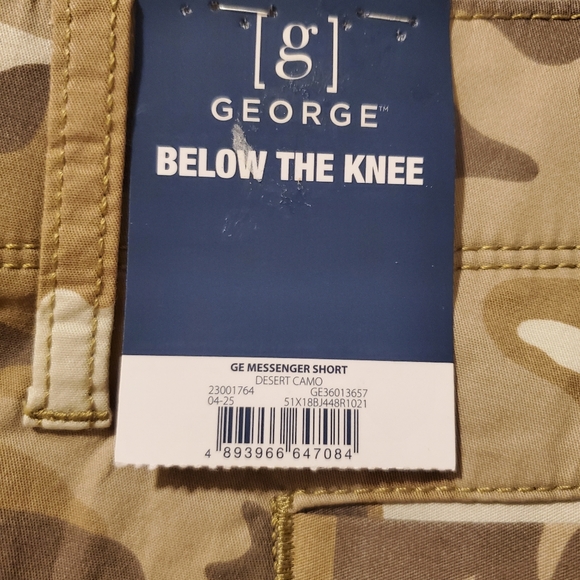 [g]
GEORGE™
BELOW THE KNEE
GE MESSENGER SHORT
DESERT CAMO
23001764 GE36013657
04-25 51X18BJ448R1021
4 893966 647084